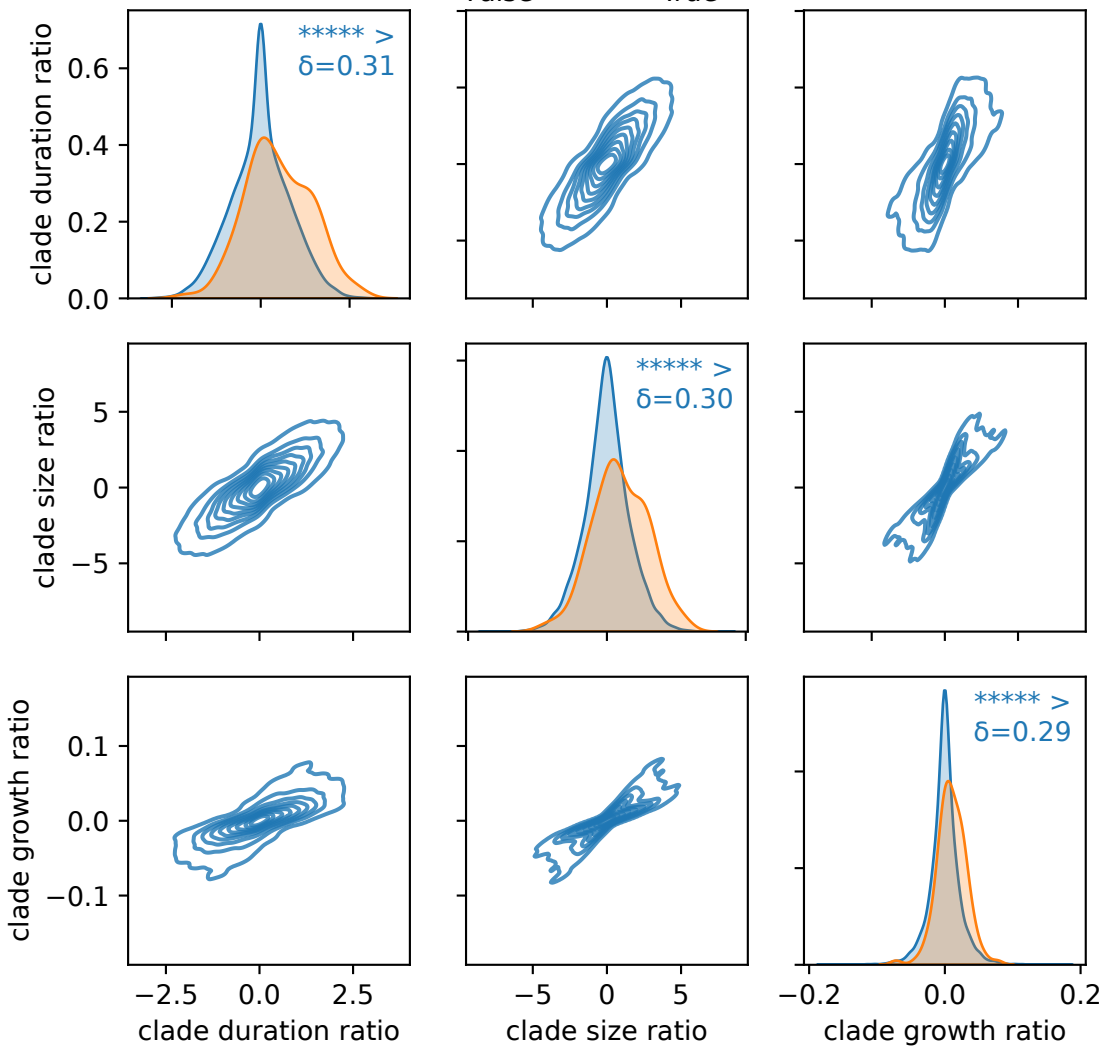 False True
***** >
δ=0.31
clade duration ratio
0.6
0.4
0.2
0.0
***** >
δ=0.30
clade size ratio
5
0
−5
***** >
δ=0.29
clade growth ratio
0.1
0.0
−0.1
−2.5 0.0 2.5
−5 0 5
−0.2 0.0 0.2
clade duration ratio
clade size ratio
clade growth ratio